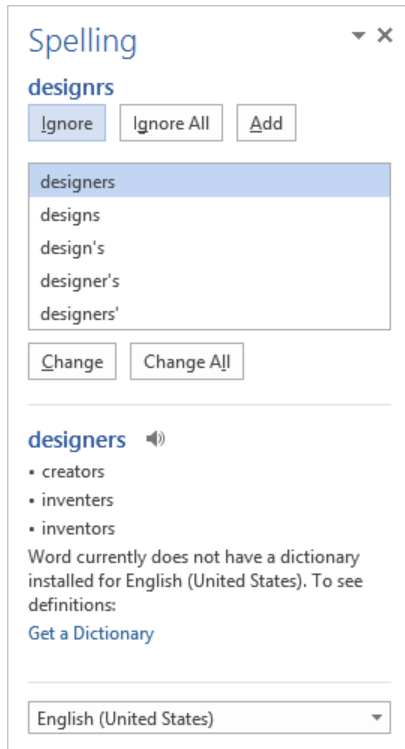 Spelling
designrs
Ignore Ignore All Add
designers
designs
design's
designer's
designers'
Change Change All
designers
• creators
• inventers
• inventors
Word currently does not have a dictionary
installed for English (United States). To see
definitions:
Get a Dictionary
English (United States)